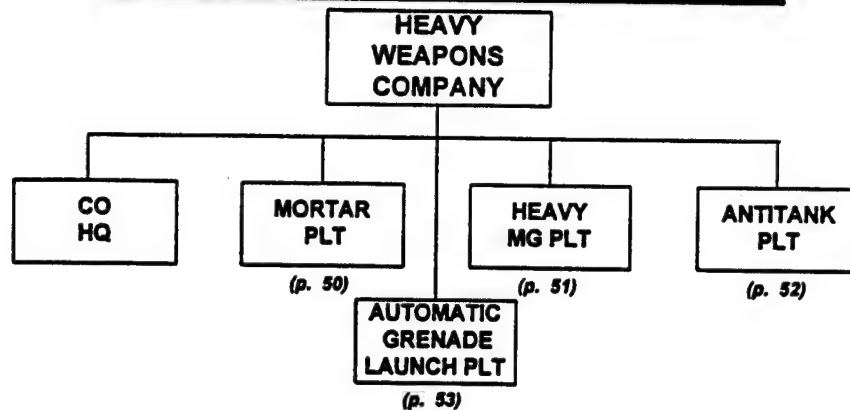 HEAVY
WEAPONS
COMPANY
CO
HQ
MORTAR
PLT
(p. 50)
HEAVY
MG PLT
(p. 51)
ANTITANK
PLT
(p. 52)
AUTOMATIC
GRENADE
LAUNCH PLT
(p. 53)